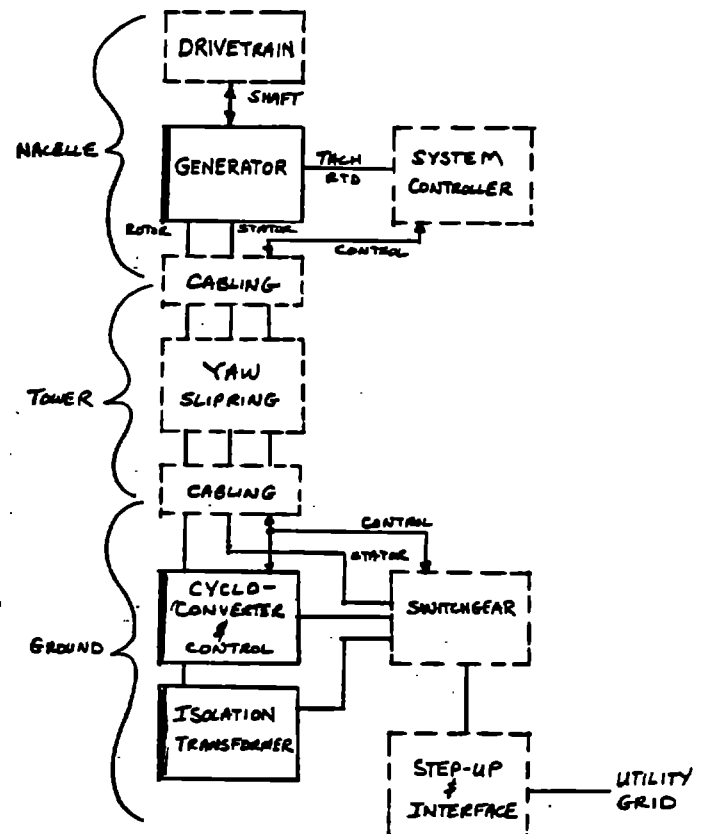 DRIVETRAIN
SHAFT
NACELLE
GENERATOR
TACH
RTD
SYSTEM
CONTROLLER
ROTOR
STATOR
CONTROL
CABLING
YAW
SLIPRING
TOWER
CABLING
CONTROL
STATOR
CYCLO-
CONVERTER
&
CONTROL
SWITCHGEAR
GROUND
ISOLATION
TRANSFORMER
STEP-UP
&
INTERFACE
UTILITY
GRID